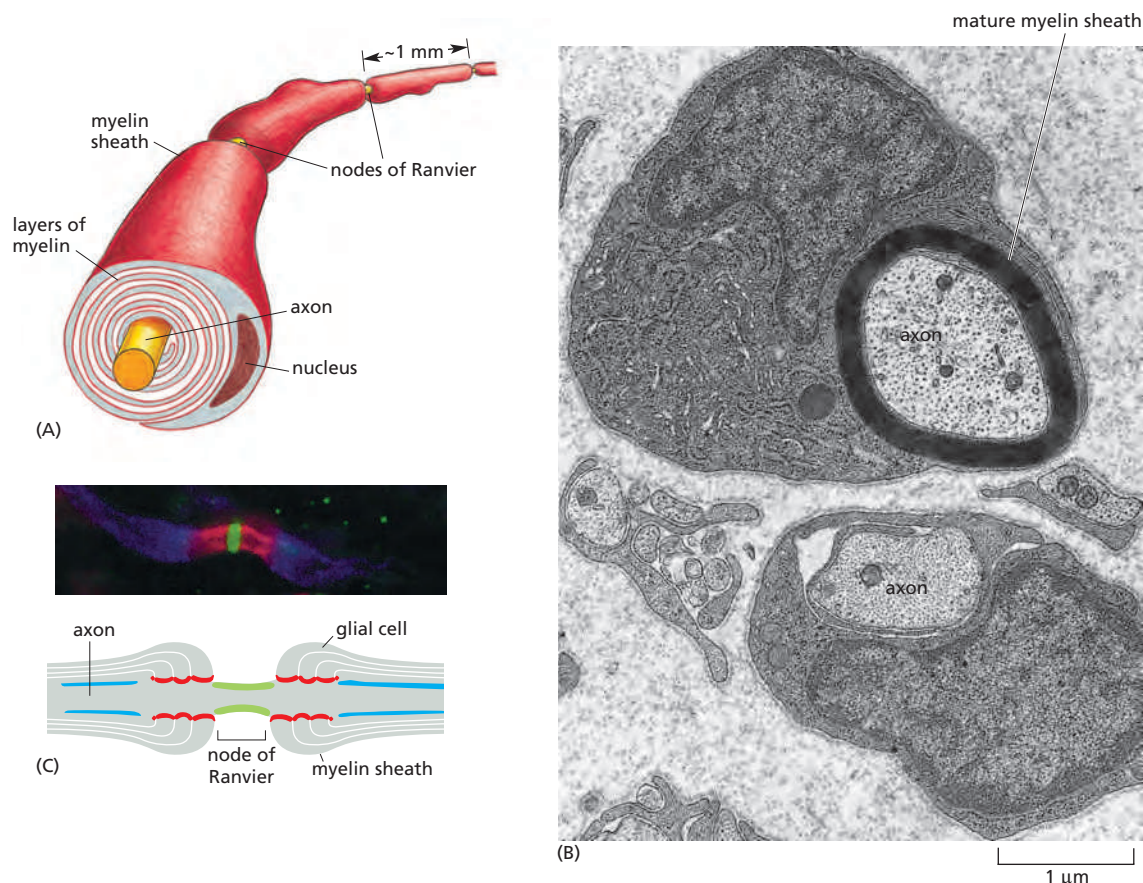 ~1 mm
myelin
sheath
nodes of Ranvier
layers of
myelin
axon
nucleus
(A)
mature myelin sheath
axon
axon
(B)
1 μm
axon
glial cell
node of
Ranvier
myelin sheath
(C)